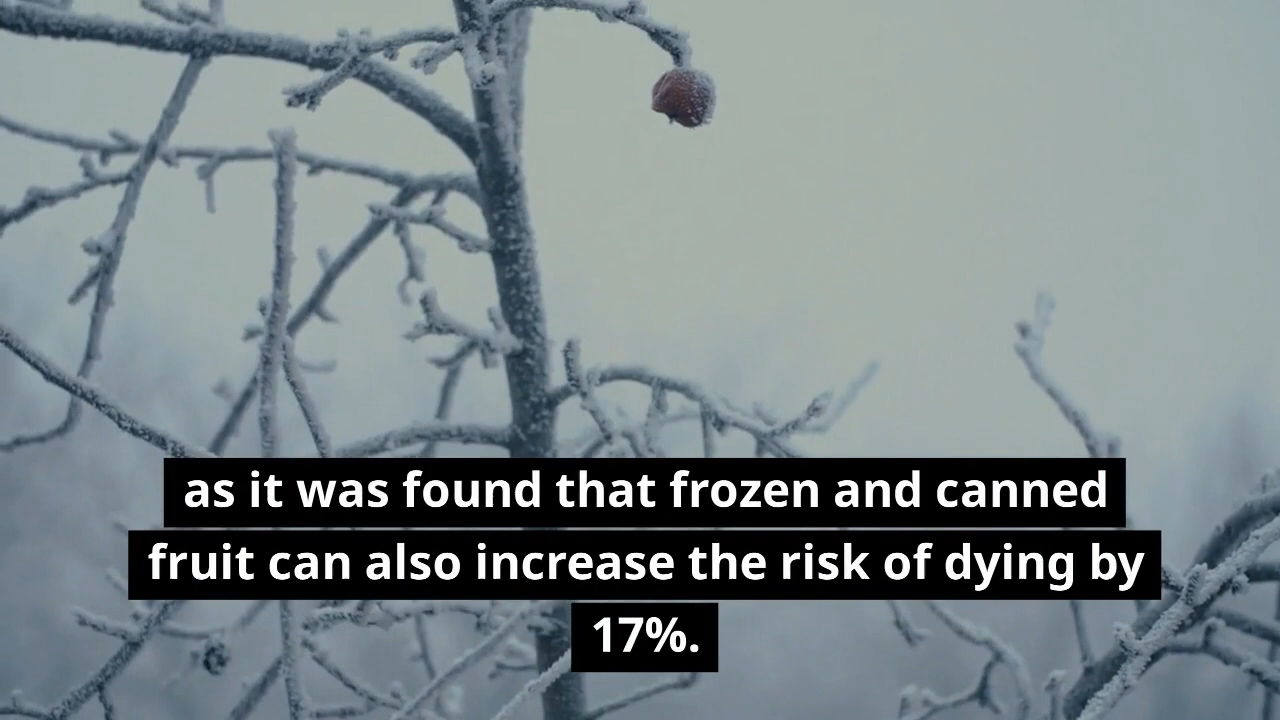 as it was found that frozen and canned
fruit can also increase the risk of dying by
17%.